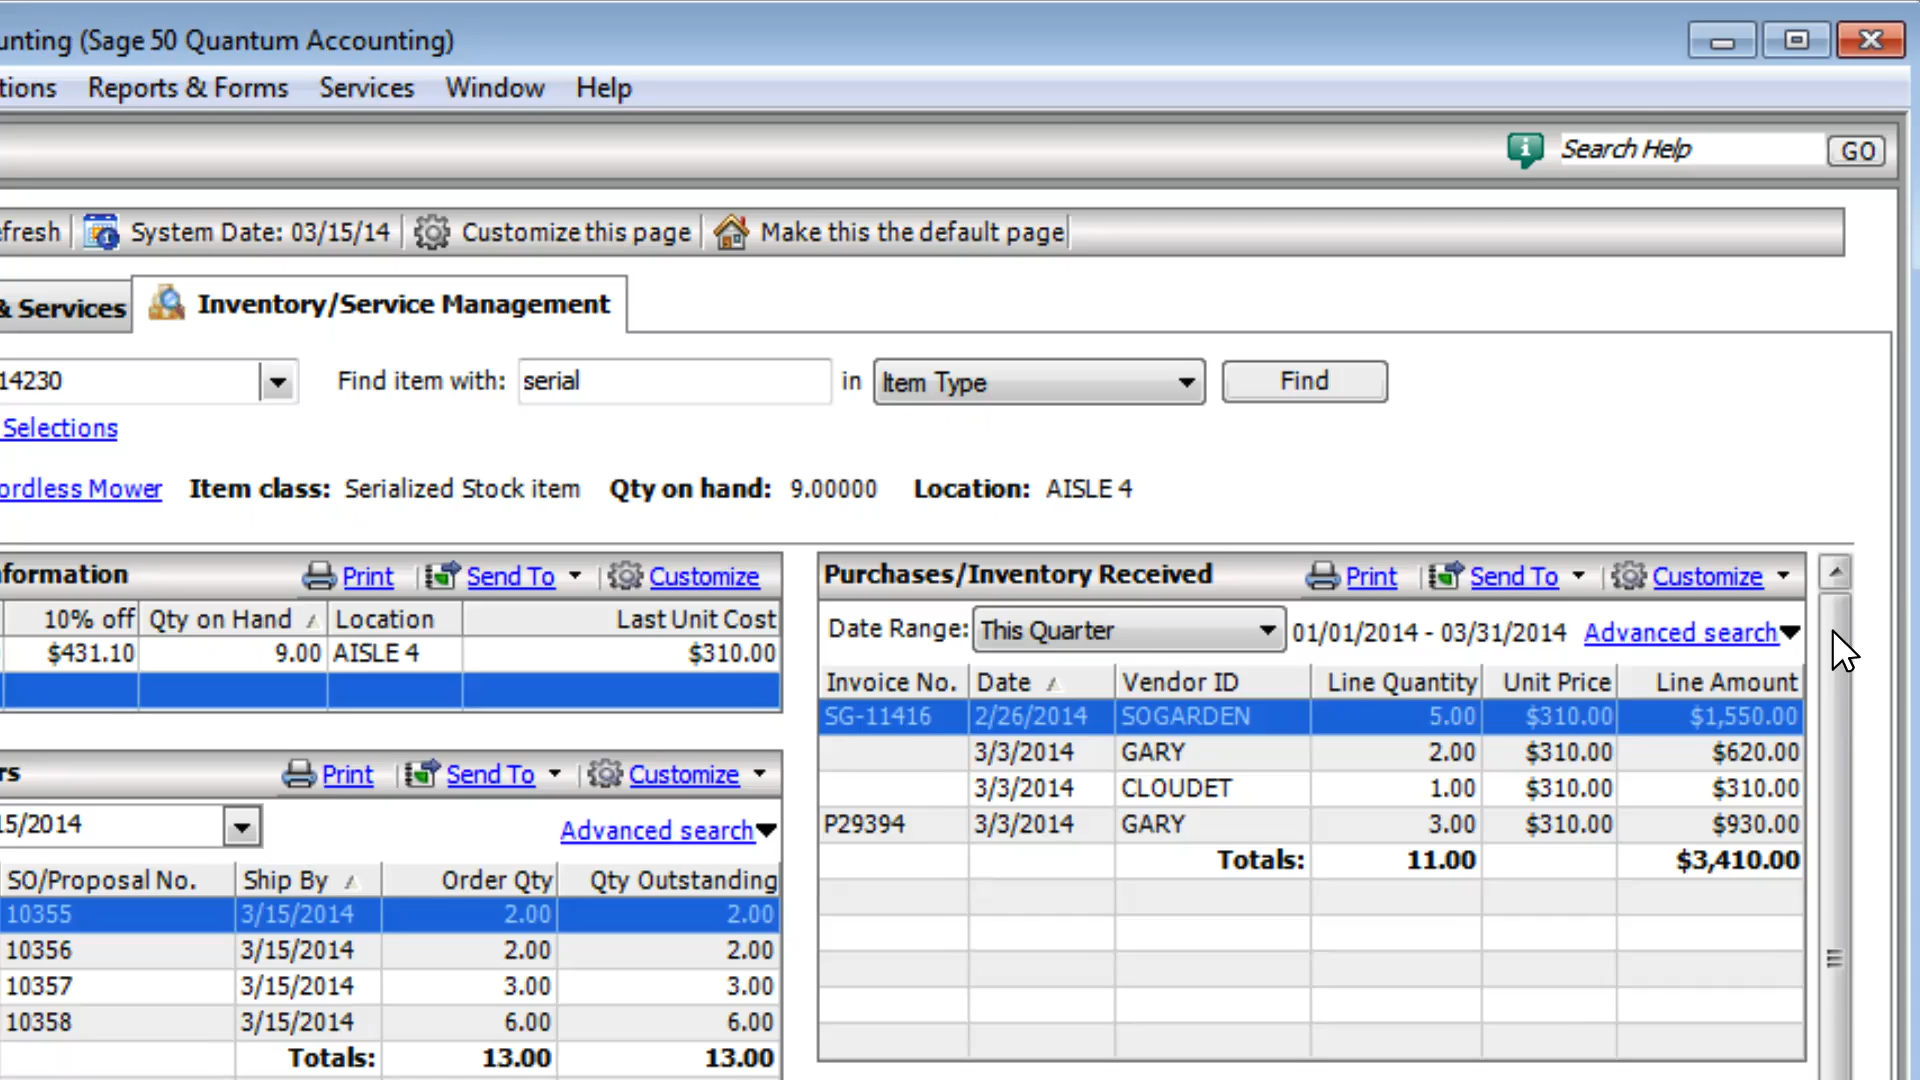 unting (Sage 50 Quantum Accounting)
tions Reports & Forms Services Window Help
Search Help GO
efresh System Date: 03/15/14 Customize this page Make this the default page
& Services Inventory/Service Management
14230 Find item with: serial in Item Type Find
Selections
ordless Mower Item class: Serialized Stock item Qty on hand: 9.00000 Location: AISLE 4
formation Print Send To Customize
10% off Qty on Hand Location Last Unit Cost
$431.10 9.00 AISLE 4 $310.00
rs Print Send To Customize
15/2014 Advanced search
SO/Proposal No. Ship By Order Qty Qty Outstanding
10355 3/15/2014 2.00 2.00
10356 3/15/2014 2.00 2.00
10357 3/15/2014 3.00 3.00
10358 3/15/2014 6.00 6.00
Totals: 13.00 13.00
Purchases/Inventory Received Print Send To Customize
Date Range: This Quarter 01/01/2014 - 03/31/2014 Advanced search
Invoice No. Date Vendor ID Line Quantity Unit Price Line Amount
SG-11416 2/26/2014 SOGARDEN 5.00 $310.00 $1,550.00
3/3/2014 GARY 2.00 $310.00 $620.00
3/3/2014 CLOUDET 1.00 $310.00 $310.00
P29394 3/3/2014 GARY 3.00 $310.00 $930.00
Totals: 11.00 $3,410.00